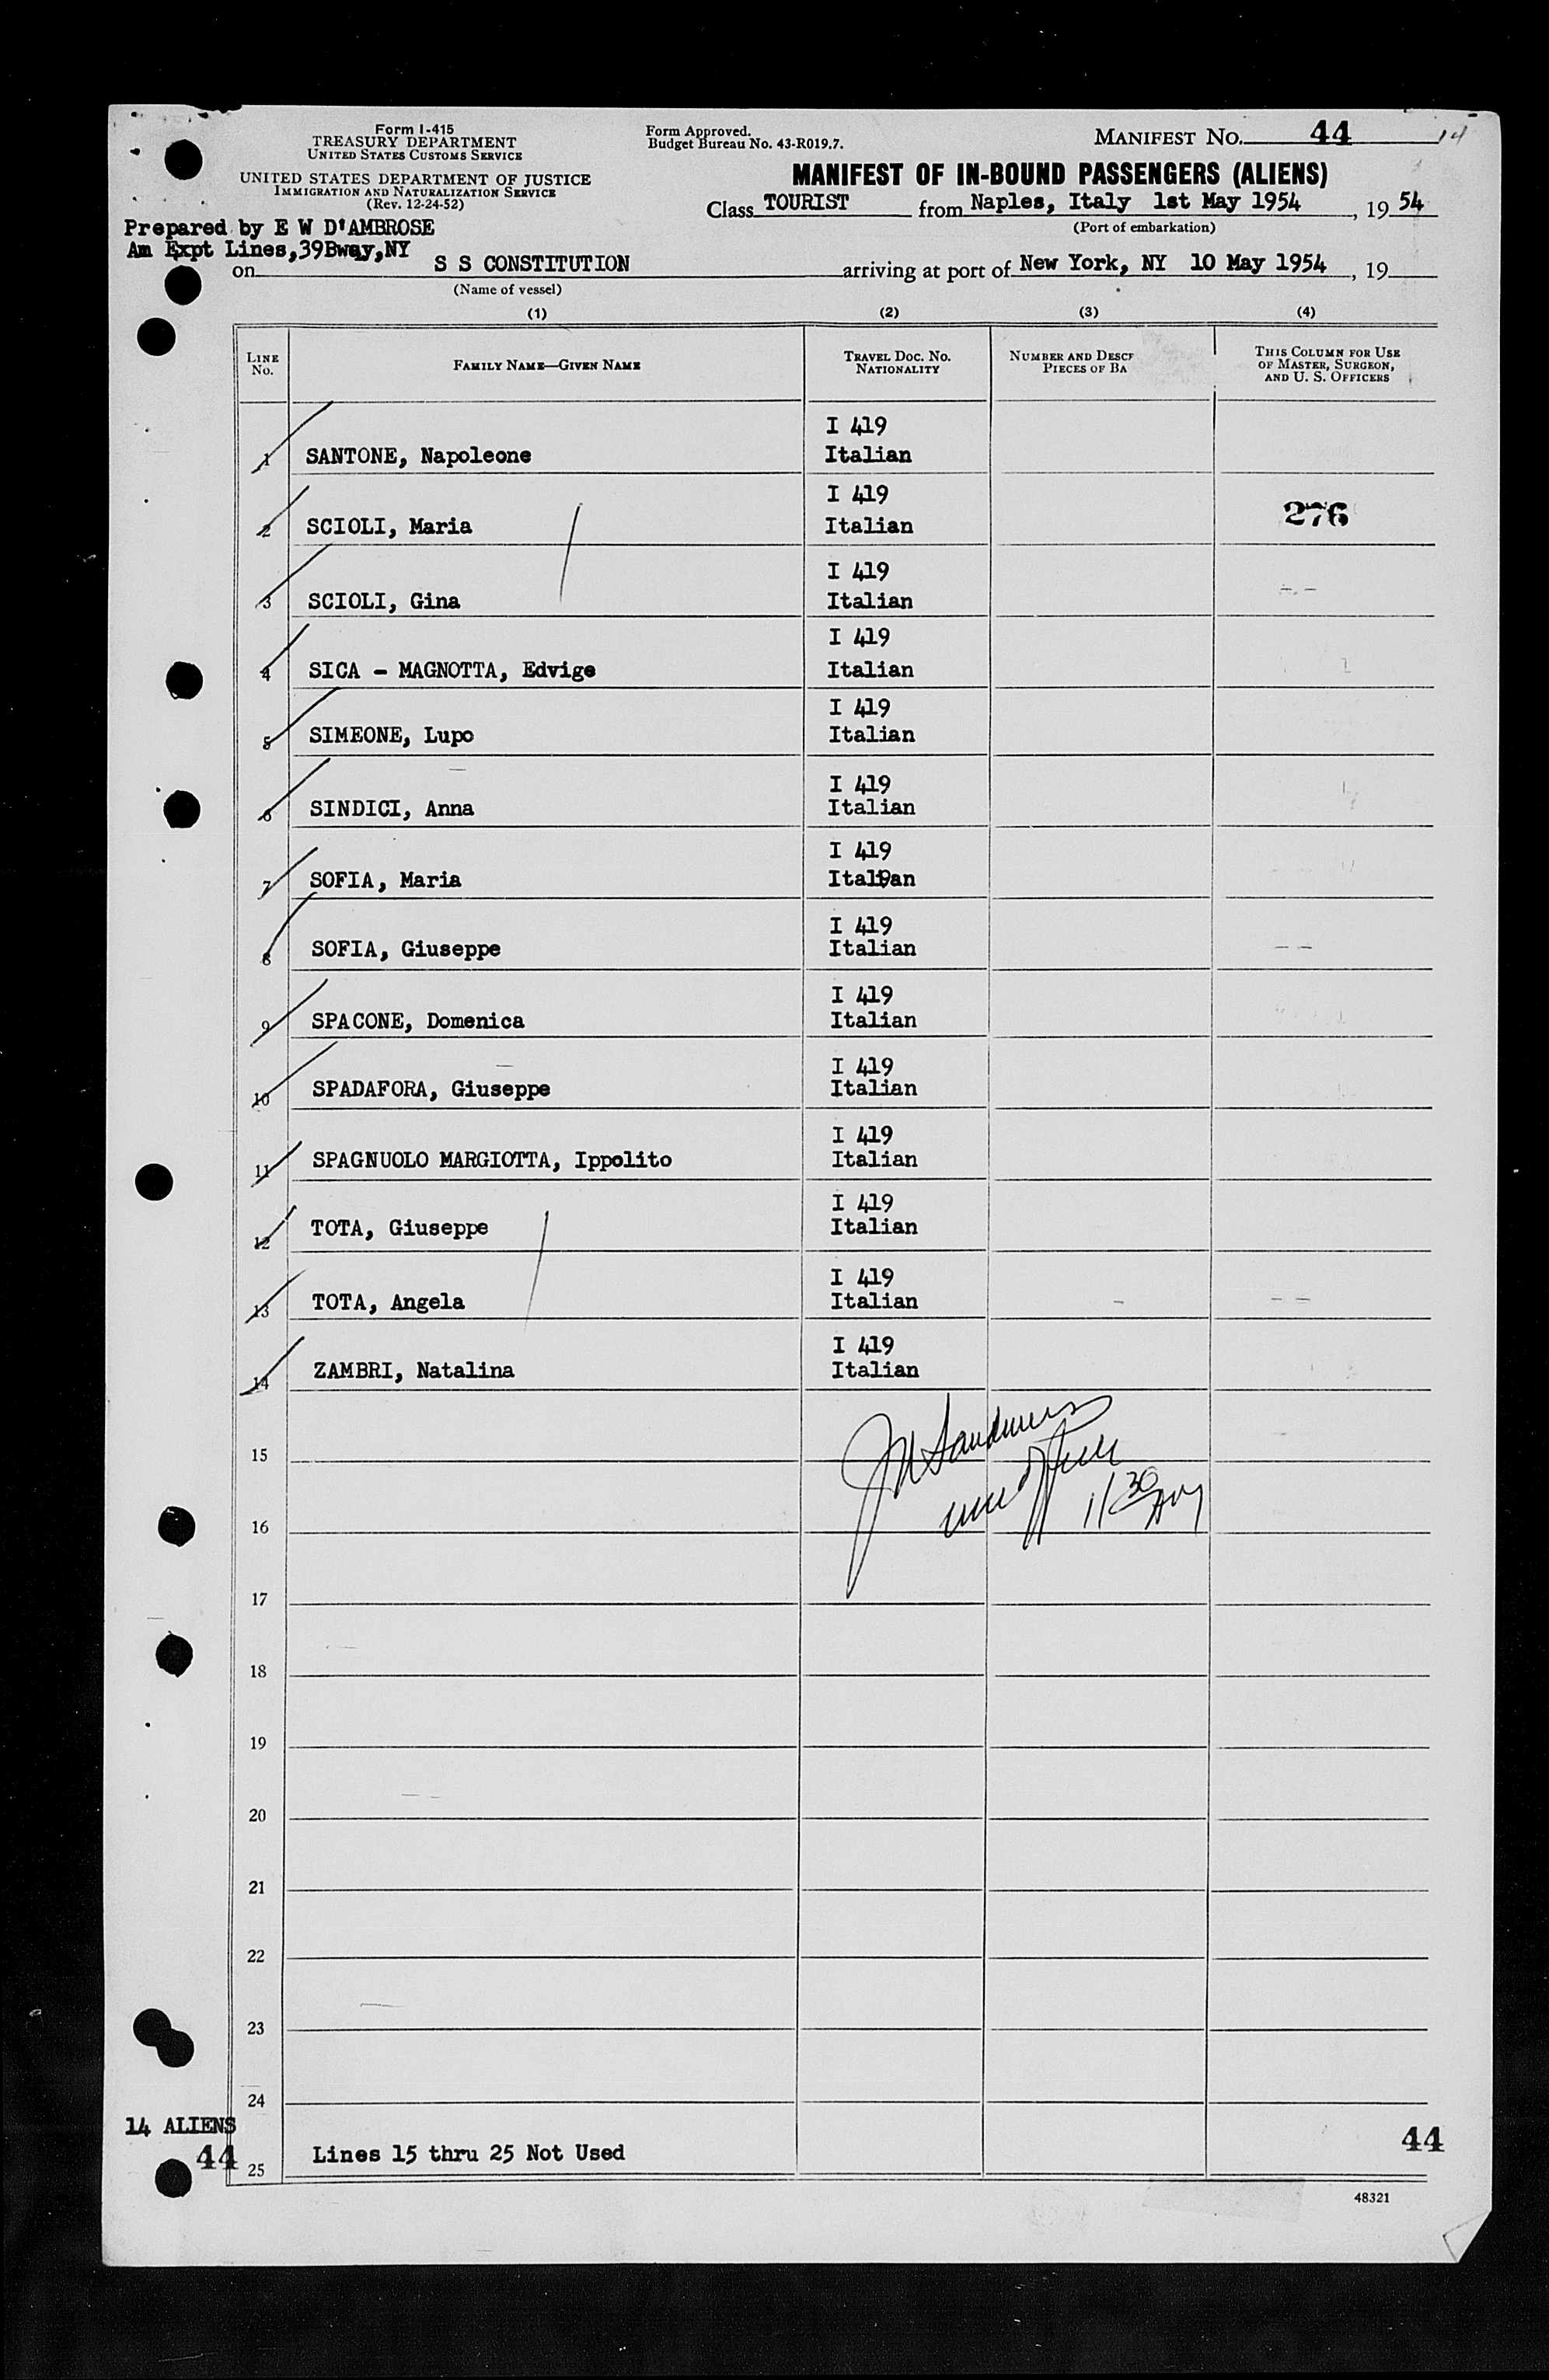 Form I-415
TREASURY DEPARTMENT
UNITED STATES CUSTOMS SERVICE
UNITED STATES DEPARTMENT OF JUSTICE
IMMIGRATION AND NATURALIZATION SERVICE
(Rev. 12-24-52)
Form Approved.
Budget Bureau No. 43-R019.7.
MANIFEST NO. 44 14
MANIFEST OF IN-BOUND PASSENGERS (ALIENS)
Class TOURIST from Naples, Italy 1st May 1954, 19 54
(Port of embarkation)
Prepared by E W D'AMBROSE
Am Expt Lines,39Bway,NY
on S S CONSTITUTION arriving at port of New York, NY 10 May 1954, 19
(Name of vessel)
(1) (2) (3) (4)
LINE No. FAMILY NAME—GIVEN NAME TRAVEL DOC. NO. NATIONALITY NUMBER AND DESCR PIECES OF BA THIS COLUMN FOR USE OF MASTER, SURGEON, AND U. S. OFFICERS
I 419
1 SANTONE, Napoleone Italian
I 419
2 SCIOLI, Maria Italian 276
I 419
3 SCIOLI, Gina Italian
I 419
4 SICA - MAGNOTTA, Edvige Italian
I 419
5 SIMEONE, Lupo Italian
I 419
6 SINDICI, Anna Italian
I 419
7 SOFIA, Maria Italian
I 419
8 SOFIA, Giuseppe Italian
I 419
9 SPACONE, Domenica Italian
I 419
10 SPADAFORA, Giuseppe Italian
I 419
11 SPAGNUOLO MARGIOTTA, Ippolito Italian
I 419
12 TOTA, Giuseppe Italian
I 419
13 TOTA, Angela Italian
I 419
14 ZAMBRI, Natalina Italian
15
16
17
18
19
20
21
22
23
24
14 ALIENS
44
25 Lines 15 thru 25 Not Used
44
48321